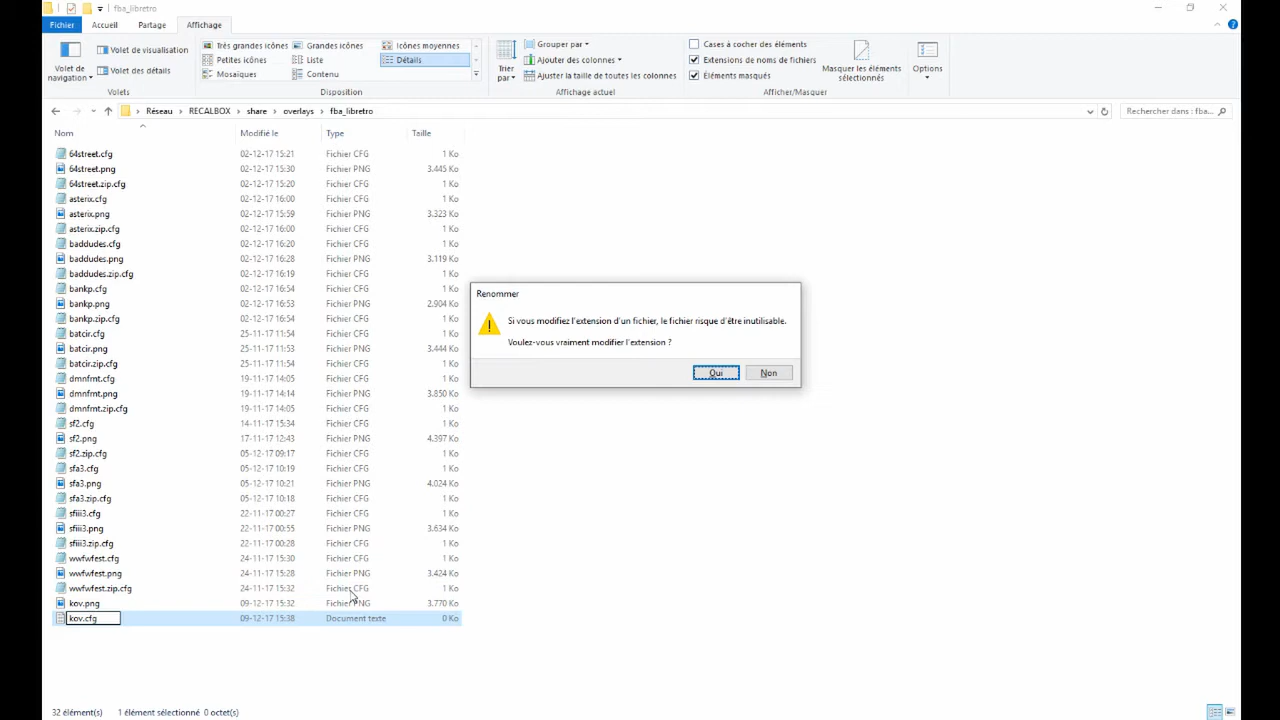 fba_libretro
Fichier Accueil Partage Affichage
Volet de navigation
Volet de visualisation
Volet des détails
Volets
Très grandes icônes Grandes icônes Icônes moyennes
Petites icônes Liste Détails
Mosaïques Contenu
Disposition
Trier par
Grouper par
Ajouter des colonnes
Ajuster la taille de toutes les colonnes
Affichage actuel
Cases à cocher des éléments
Extensions de noms de fichiers
Éléments masqués
Masquer les éléments sélectionnés
Afficher/Masquer
Options
Réseau > RECALBOX > share > overlays > fba_libretro
Rechercher dans : fba...
Nom Modifié le Type Taille
64street.cfg 02-12-17 15:21 Fichier CFG 1 Ko
64street.png 02-12-17 15:30 Fichier PNG 3.445 Ko
64street.zip.cfg 02-12-17 15:20 Fichier CFG 1 Ko
asterix.cfg 02-12-17 16:00 Fichier CFG 1 Ko
asterix.png 02-12-17 15:59 Fichier PNG 3.323 Ko
asterix.zip.cfg 02-12-17 16:00 Fichier CFG 1 Ko
baddudes.cfg 02-12-17 16:20 Fichier CFG 1 Ko
baddudes.png 02-12-17 16:28 Fichier PNG 3.119 Ko
baddudes.zip.cfg 02-12-17 16:19 Fichier CFG 1 Ko
bankp.cfg 02-12-17 16:54 Fichier CFG 1 Ko
bankp.png 02-12-17 16:53 Fichier PNG 2.904 Ko
bankp.zip.cfg 02-12-17 16:54 Fichier CFG 1 Ko
batcir.cfg 25-11-17 11:54 Fichier CFG 1 Ko
batcir.png 25-11-17 11:53 Fichier PNG 3.444 Ko
batcir.zip.cfg 25-11-17 11:54 Fichier CFG 1 Ko
dmnfmt.cfg 19-11-17 14:05 Fichier CFG 1 Ko
dmnfmt.png 19-11-17 14:14 Fichier PNG 3.850 Ko
dmnfmt.zip.cfg 19-11-17 14:05 Fichier CFG 1 Ko
sf2.cfg 14-11-17 15:34 Fichier CFG 1 Ko
sf2.png 17-11-17 12:43 Fichier PNG 4.397 Ko
sf2.zip.cfg 05-12-17 09:17 Fichier CFG 1 Ko
sfa3.cfg 05-12-17 10:19 Fichier CFG 1 Ko
sfa3.png 05-12-17 10:21 Fichier PNG 4.024 Ko
sfa3.zip.cfg 05-12-17 10:18 Fichier CFG 1 Ko
sfiii3.cfg 22-11-17 00:27 Fichier CFG 1 Ko
sfiii3.png 22-11-17 00:55 Fichier PNG 3.634 Ko
sfiii3.zip.cfg 22-11-17 00:28 Fichier CFG 1 Ko
wwfwfest.cfg 24-11-17 15:30 Fichier CFG 1 Ko
wwfwfest.png 24-11-17 15:28 Fichier PNG 3.424 Ko
wwfwfest.zip.cfg 24-11-17 15:32 Fichier CFG 1 Ko
kov.png 09-12-17 15:32 Fichier PNG 3.770 Ko
kov.cfg 09-12-17 15:38 Document texte 0 Ko
Renommer
Si vous modifiez l'extension d'un fichier, le fichier risque d'être inutilisable.
Voulez-vous vraiment modifier l'extension ?
Oui Non
32 élément(s) 1 élément sélectionné 0 octet(s)